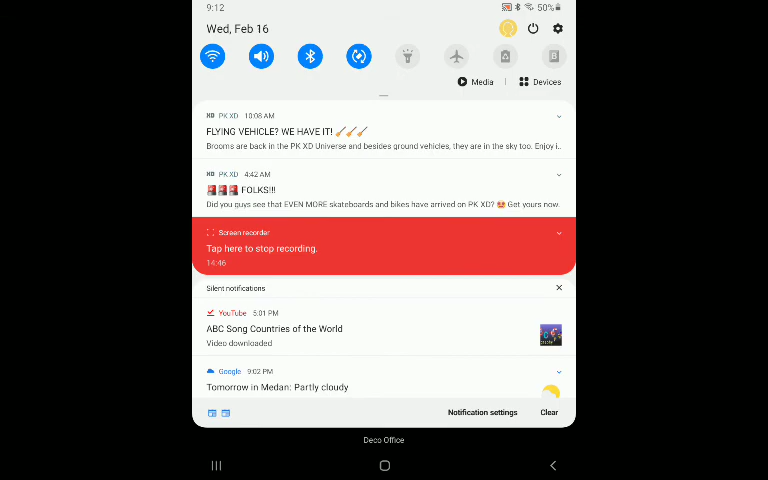 9:12
50%
Wed, Feb 16
Media
Devices
PK XD 10:08 AM
FLYING VEHICLE? WE HAVE IT!
Brooms are back in the PK XD Universe and besides ground vehicles, they are in the sky too. Enjoy i..
PK XD 4:42 AM
FOLKS!!!
Did you guys see that EVEN MORE skateboards and bikes have arrived on PK XD? 🤩 Get yours now.
Screen recorder
Tap here to stop recording.
14:46
Silent notifications
YouTube 5:01 PM
ABC Song Countries of the World
Video downloaded
Google 9:02 PM
Tomorrow in Medan: Partly cloudy
Notification settings
Clear
Deco Office